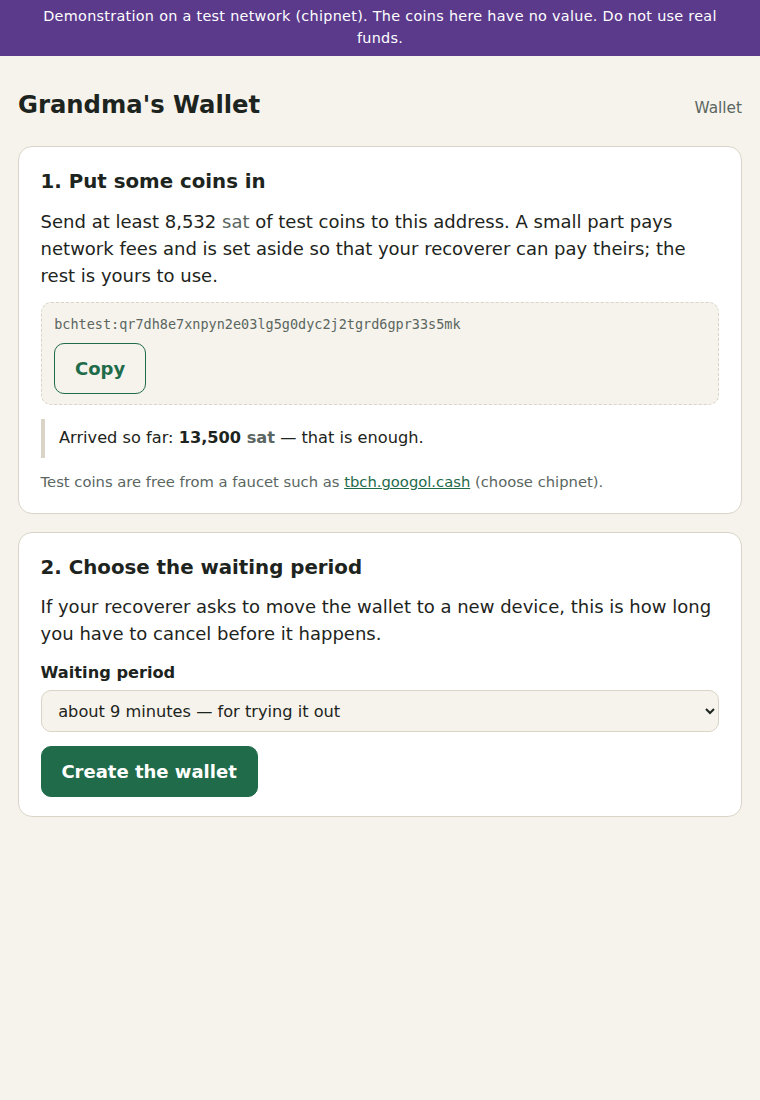 Demonstration on a test network (chipnet). The coins here have no value. Do not use real
funds.
Grandma's Wallet
Wallet
1. Put some coins in
Send at least 8,532 sat of test coins to this address. A small part pays
network fees and is set aside so that your recoverer can pay theirs; the
rest is yours to use.
bchtest:qr7dh8e7xnpyn2e03lg5g0dyc2j2tgrd6gpr33s5mk
Copy
Arrived so far: 13,500 sat — that is enough.
Test coins are free from a faucet such as tbch.googol.cash (choose chipnet).
2. Choose the waiting period
If your recoverer asks to move the wallet to a new device, this is how long
you have to cancel before it happens.
Waiting period
about 9 minutes — for trying it out
Create the wallet